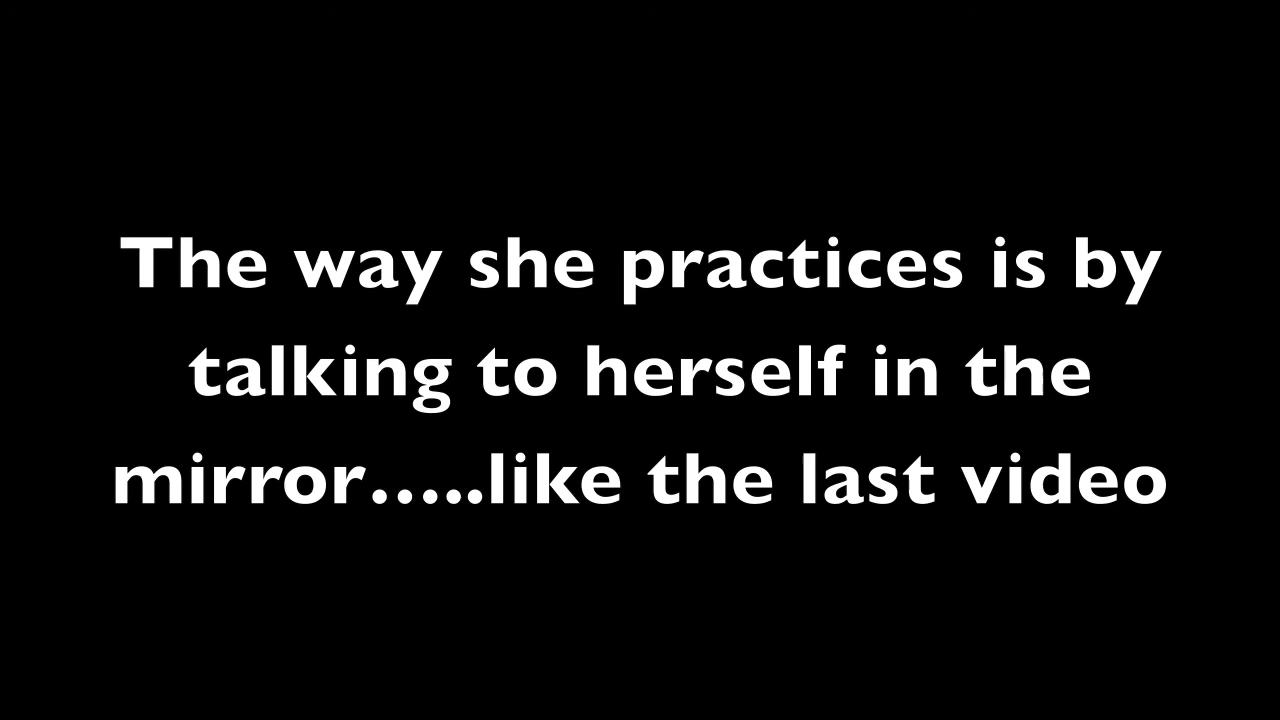 The way she practices is by
talking to herself in the
mirror…..like the last video